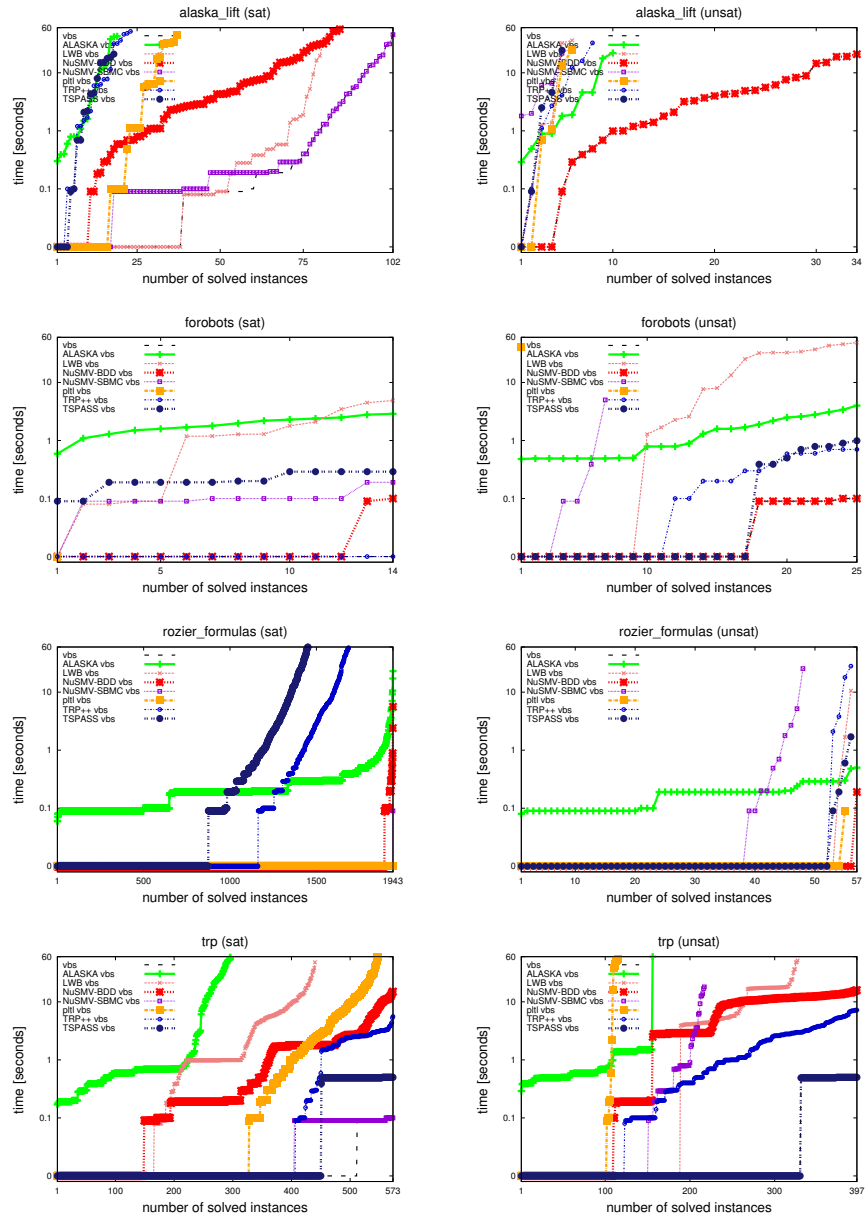 alaska_lift (sat)
60
10
1
0.1
0
time [seconds]
vbs
ALASKA vbs
LWB vbs
NuSMV-BDD vbs
NuSMV-SBMC vbs
pltl vbs
TRP++ vbs
TSPASS vbs
1 25 50 75 102
number of solved instances
alaska_lift (unsat)
60
10
1
0.1
0
time [seconds]
vbs
ALASKA vbs
LWB vbs
NuSMV-BDD vbs
NuSMV-SBMC vbs
pltl vbs
TRP++ vbs
TSPASS vbs
1 10 20 30 34
number of solved instances
forobots (sat)
60
10
1
0.1
0
time [seconds]
vbs
ALASKA vbs
LWB vbs
NuSMV-BDD vbs
NuSMV-SBMC vbs
pltl vbs
TRP++ vbs
TSPASS vbs
1 5 10 14
number of solved instances
forobots (unsat)
60
10
1
0.1
0
time [seconds]
vbs
ALASKA vbs
LWB vbs
NuSMV-BDD vbs
NuSMV-SBMC vbs
pltl vbs
TRP++ vbs
TSPASS vbs
1 10 20 25
number of solved instances
rozier_formulas (sat)
60
10
1
0.1
0
time [seconds]
vbs
ALASKA vbs
LWB vbs
NuSMV-BDD vbs
NuSMV-SBMC vbs
pltl vbs
TRP++ vbs
TSPASS vbs
1 500 1000 1500 1943
number of solved instances
rozier_formulas (unsat)
60
10
1
0.1
0
time [seconds]
vbs
ALASKA vbs
LWB vbs
NuSMV-BDD vbs
NuSMV-SBMC vbs
pltl vbs
TRP++ vbs
TSPASS vbs
1 10 20 30 40 50 57
number of solved instances
trp (sat)
60
10
1
0.1
0
time [seconds]
vbs
ALASKA vbs
LWB vbs
NuSMV-BDD vbs
NuSMV-SBMC vbs
pltl vbs
TRP++ vbs
TSPASS vbs
1 100 200 300 400 500 573
number of solved instances
trp (unsat)
60
10
1
0.1
0
time [seconds]
vbs
ALASKA vbs
LWB vbs
NuSMV-BDD vbs
NuSMV-SBMC vbs
pltl vbs
TRP++ vbs
TSPASS vbs
1 100 200 300 397
number of solved instances